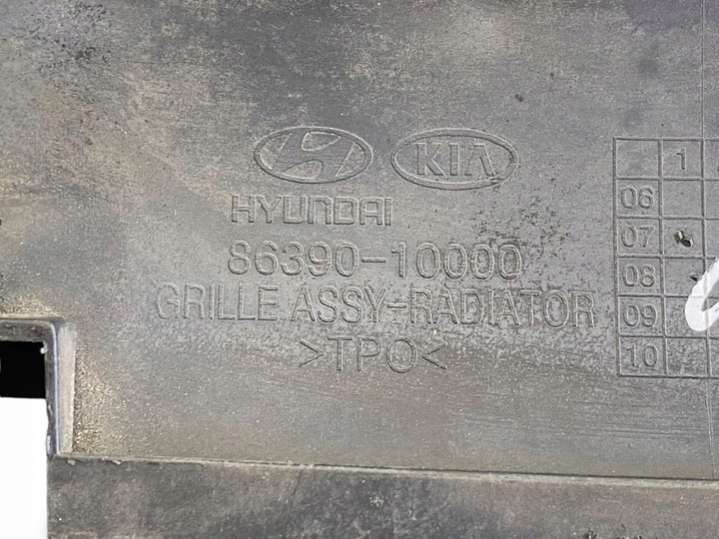 KIA
HYUNDAI
86390-10000
GRILLE ASSY-RADIATOR
>TPO<
1
06
07
08
09
10